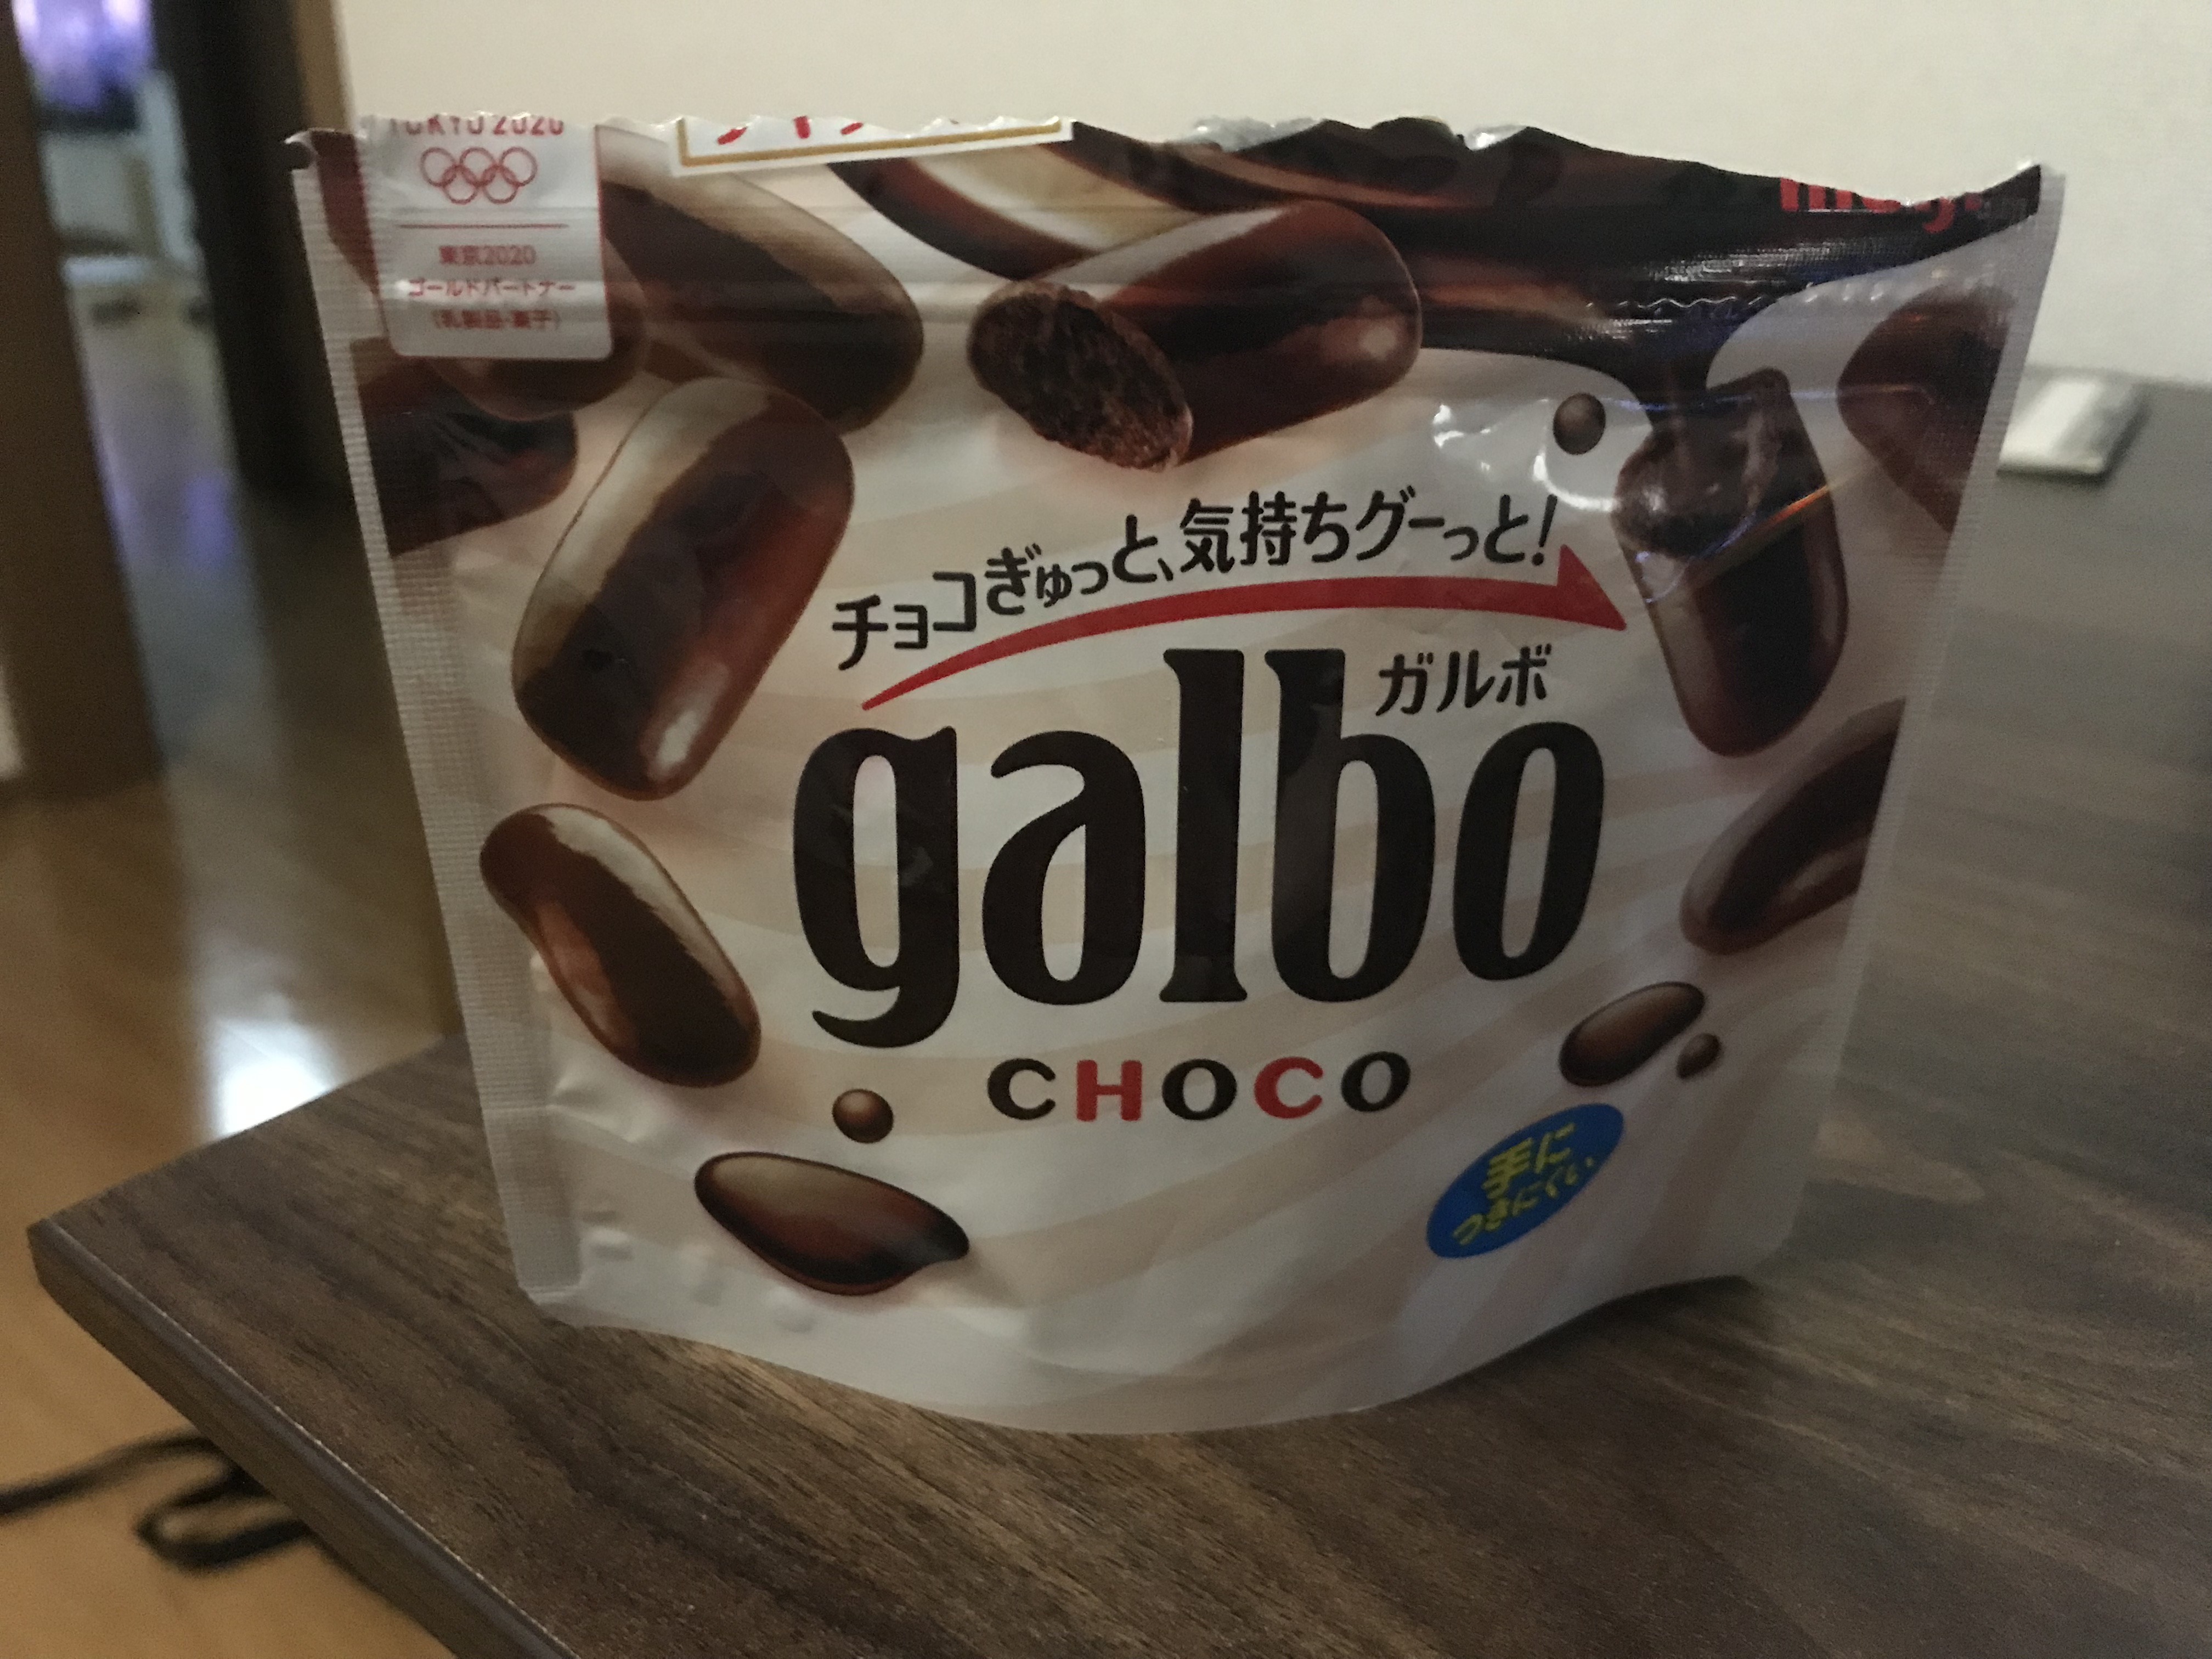 TOKYO 2020
東京2020
ゴールドパートナー
(乳製品・菓子)
チョコぎゅっと、気持ちグーっと!
ガルボ
galbo
CHOCO
手に
つきにくい